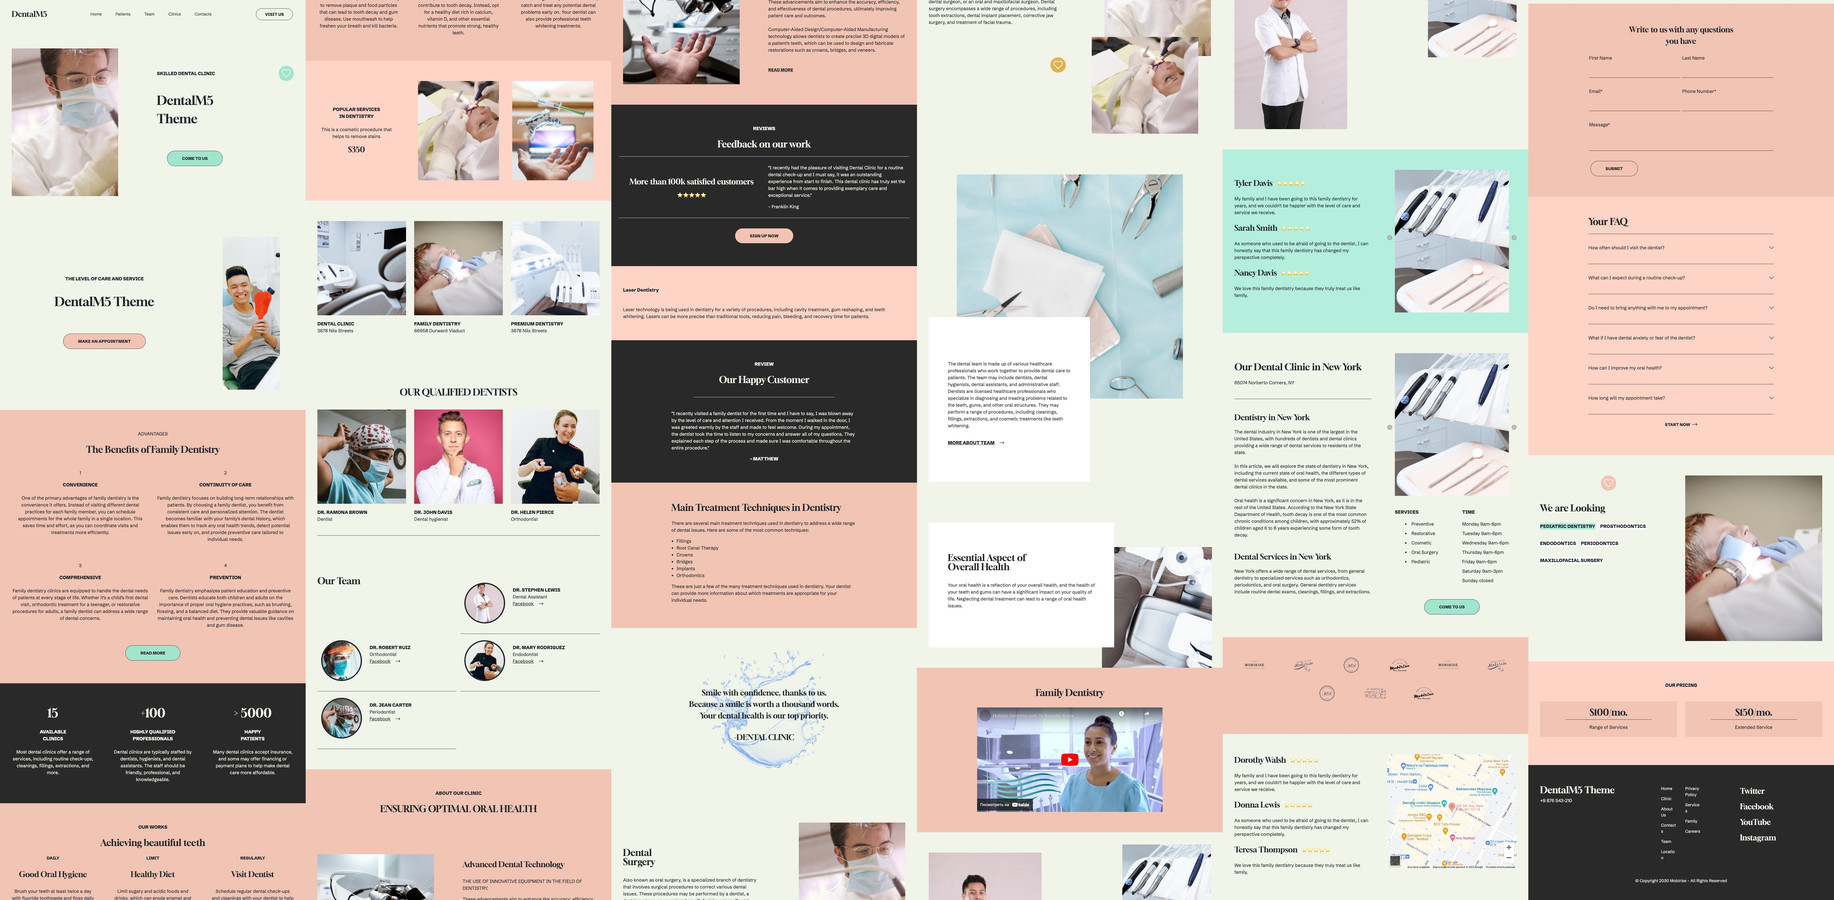 DentalM5
Home
Patients
Team
Clinics
Contacts
VISIT US
SKILLED DENTAL CLINIC
DentalM5
Theme
COME TO US
THE LEVEL OF CARE AND SERVICE
DentalM5 Theme
MAKE AN APPOINTMENT
ADVANTAGES
The Benefits of Family Dentistry
1
CONVENIENCE
One of the primary advantages of family dentistry is the
convenience it offers. Instead of visiting different dental
practices for each family member, you can schedule
appointments for the whole family in a single location. This
saves time and effort, as you can coordinate visits and
treatments more efficiently.
2
CONTINUITY OF CARE
Family dentistry focuses on building long-term relationships with
patients. By choosing a family dentist, you benefit from
consistent care and personalized attention. The dentist
becomes familiar with your family's dental history, which
enables them to track any oral health trends, detect potential
issues early on, and provide preventive care tailored to
individual needs.
3
COMPREHENSIVE
Family dentistry clinics are equipped to handle the dental needs
of patients at every stage of life. Whether it's a child's first dental
visit, orthodontic treatment for a teenager, or restorative
procedures for adults, a family dentist can address a wide range
of dental concerns.
4
PREVENTION
Family dentistry emphasizes patient education and preventive
care. Dentists educate both children and adults on the
importance of proper oral hygiene practices, such as brushing,
flossing, and a balanced diet. They provide valuable guidance on
maintaining oral health and preventing dental issues like cavities
and gum disease.
READ MORE
15
AVAILABLE
CLINICS
Most dental clinics offer a range of
services, including routine check-ups,
cleanings, fillings, extractions, and
more.
+100
HIGHLY QUALIFIED
PROFESSIONALS
Dental clinics are typically staffed by
dentists, hygienists, and dental
assistants. The staff should be
friendly, professional, and
knowledgeable.
> 5000
HAPPY
PATIENTS
Many dental clinics accept insurance,
and some may offer financing or
payment plans to help make dental
care more affordable.
OUR WORKS
Achieving beautiful teeth
DAILY
Good Oral Hygiene
Brush your teeth at least twice a day
with fluoride toothpaste and floss daily
LIMIT
Healthy Diet
Limit sugary and acidic foods and
drinks, which can erode enamel and
REGULARLY
Visit Dentist
Schedule regular dental check-ups
and cleanings with your dentist to help
to remove plaque and food particles
that can lead to tooth decay and gum
disease. Use mouthwash to help
freshen your breath and kill bacteria.
contribute to tooth decay. Instead, opt
for a healthy diet rich in calcium,
vitamin D, and other essential
nutrients that promote strong, healthy
teeth.
catch and treat any potential dental
problems early on. Your dentist can
also provide professional teeth
whitening treatments.
POPULAR SERVICES
IN DENTISTRY
This is a cosmetic procedure that
helps to remove stains
$350
DENTAL CLINIC
3678 Nila Streets
FAMILY DENTISTRY
66958 Durward Viaduct
PREMIUM DENTISTRY
3678 Nila Streets
OUR QUALIFIED DENTISTS
DR. RAMONA BROWN
Dentist
DR. JOHN DAVIS
Dental hygienist
DR. HELEN PIERCE
Orthodontist
Our Team
DR. STEPHEN LEWIS
Dental Assistant
Facebook →
DR. ROBERT RUIZ
Orthodontist
Facebook →
DR. MARY RODRIGUEZ
Endodontist
Facebook →
DR. JEAN CARTER
Periodontist
Facebook →
ABOUT OUR CLINIC
ENSURING OPTIMAL ORAL HEALTH
Advanced Dental Technology
THE USE OF INNOVATIVE EQUIPMENT IN THE FIELD OF
DENTISTRY.
These advancements aim to enhance the accuracy, efficiency,
These advancements aim to enhance the accuracy, efficiency,
and effectiveness of dental procedures, ultimately improving
patient care and outcomes.
Computer-Aided Design/Computer-Aided Manufacturing
technology allows dentists to create precise 3D digital models of
a patient's teeth, which can be used to design and fabricate
restorations such as crowns, bridges, and veneers.
READ MORE
REVIEWS
Feedback on our work
More than 100k satisfied customers
"I recently had the pleasure of visiting Dental Clinic for a routine
dental check-up and I must say, it was an outstanding
experience from start to finish. This dental clinic has truly set the
bar high when it comes to providing exemplary care and
exceptional service."
- Franklin King
SIGN UP NOW
Laser Dentistry
Laser technology is being used in dentistry for a variety of procedures, including cavity treatment, gum reshaping, and teeth
whitening. Lasers can be more precise than traditional tools, reducing pain, bleeding, and recovery time for patients.
REVIEW
Our Happy Customer
"I recently visited a family dentist for the first time and I have to say, I was blown away
by the level of care and attention I received. From the moment I walked in the door, I
was greeted warmly by the staff and made to feel welcome. During my appointment,
the dentist took the time to listen to my concerns and answer all of my questions. They
explained each step of the process and made sure I was comfortable throughout the
entire procedure."
- MATTHEW
Main Treatment Techniques in Dentistry
There are several main treatment techniques used in dentistry to address a wide range
of dental issues. Here are some of the most common techniques:
• Fillings
• Root Canal Therapy
• Crowns
• Bridges
• Implants
• Orthodontics
These are just a few of the many treatment techniques used in dentistry. Your dentist
can provide more information about which treatments are appropriate for your
individual needs.
Smile with confidence, thanks to us.
Because a smile is worth a thousand words.
Your dental health is our top priority.
-DENTAL CLINIC
Dental
Surgery
Also known as oral surgery, is a specialized branch of dentistry
that involves surgical procedures to correct various dental
issues. These procedures may be performed by a dentist, a
dental surgeon, or an oral and maxillofacial surgeon. Dental
surgery encompasses a wide range of procedures, including
tooth extractions, dental implant placement, corrective jaw
surgery, and treatment of facial trauma.
The dental team is made up of various healthcare
professionals who work together to provide dental care to
patients. The team may include dentists, dental
hygienists, dental assistants, and administrative staff.
Dentists are licensed healthcare professionals who
specialize in diagnosing and treating problems related to
the teeth, gums, and other oral structures. They may
perform a range of procedures, including cleanings,
fillings, extractions, and cosmetic treatments like teeth
whitening.
MORE ABOUT TEAM →
Essential Aspect of
Overall Health
Your oral health is a reflection of your overall health, and the health of
your teeth and gums can have a significant impact on your quality of
life. Neglecting dental treatment can lead to a range of oral health
issues.
Family Dentistry
YouTube
Tyler Davis
My family and I have been going to this family dentistry for
years, and we couldn't be happier with the level of care and
service we receive.
Sarah Smith
As someone who used to be afraid of going to the dentist, I can
honestly say that this family dentistry has changed my
perspective completely.
Nancy Davis
We love this family dentistry because they truly treat us like
family.
Our Dental Clinic in New York
65074 Norberto Corners, NY
Dentistry in New York
The dental industry in New York is one of the largest in the
United States, with hundreds of dentists and dental clinics
providing a wide range of dental services to residents of the
state.
In this article, we will explore the state of dentistry in New York,
including the current state of oral health, the different types of
dental services available, and some of the most prominent
dental clinics in the state.
Oral health is a significant concern in New York, as it is in the
rest of the United States. According to the New York State
Department of Health, tooth decay is one of the most common
chronic conditions among children, with approximately 52% of
children aged 6 to 8 years experiencing some form of tooth
decay.
Dental Services in New York
New York offers a wide range of dental services, from general
dentistry to specialized services such as orthodontics,
periodontics, and oral surgery. General dentistry services
include routine dental exams, cleanings, fillings, and extractions.
SERVICES
• Preventive
• Restorative
• Cosmetic
• Oral Surgery
• Pediatric
TIME
Monday 9am-6pm
Tuesday 9am-6pm
Wednesday 9am-6pm
Thursday 9am-6pm
Friday 9am-6pm
Saturday 9am-3pm
Sunday closed
COME TO US
Dorothy Walsh
My family and I have been going to this family dentistry for
years, and we couldn't be happier with the level of care and
service we receive.
Donna Lewis
As someone who used to be afraid of going to the dentist, I can
honestly say that this family dentistry has changed my
perspective completely.
Teresa Thompson
We love this family dentistry because they truly treat us like
family.
Write to us with any questions
you have
First Name
Last Name
Email*
Phone Number*
Message*
SUBMIT
Your FAQ
How often should I visit the dentist?
What can I expect during a routine check-up?
Do I need to bring anything with me to my appointment?
What if I have dental anxiety or fear of the dentist?
How can I improve my oral health?
How long will my appointment take?
START NOW →
We are Looking
PEDIATRIC DENTISTRY
PROSTHODONTICS
ENDODONTICS
PERIODONTICS
MAXILLOFACIAL SURGERY
OUR PRICING
$100/mo.
Range of Services
$150/mo.
Extended Service
DentalM5 Theme
+9 876 543-210
Home
Clinic
About
Us
Contact
s
Team
Locatio
n
Privacy
Policy
Service
s
Family
Careers
Twitter
Facebook
YouTube
Instagram
© Copyright 2030 Mobirise - All Rights Reserved